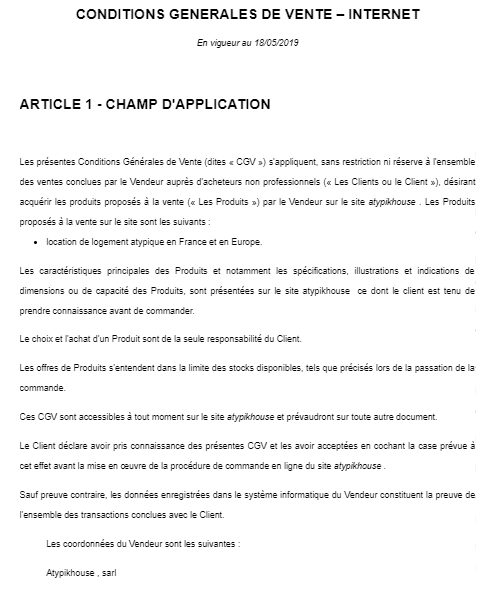 CONDITIONS GENERALES DE VENTE – INTERNET
En vigueur au 18/05/2019
ARTICLE 1 - CHAMP D'APPLICATION
Les présentes Conditions Générales de Vente (dites « CGV ») s'appliquent, sans restriction ni réserve à l'ensemble
des ventes conclues par le Vendeur auprès d'acheteurs non professionnels (« Les Clients ou le Client »), désirant
acquérir les produits proposés à la vente (« Les Produits ») par le Vendeur sur le site atypikhouse . Les Produits
proposés à la vente sur le site sont les suivants :
• location de logement atypique en France et en Europe.
Les caractéristiques principales des Produits et notamment les spécifications, illustrations et indications de
dimensions ou de capacité des Produits, sont présentées sur le site atypikhouse ce dont le client est tenu de
prendre connaissance avant de commander.
Le choix et l'achat d'un Produit sont de la seule responsabilité du Client.
Les offres de Produits s'entendent dans la limite des stocks disponibles, tels que précisés lors de la passation de la
commande.
Ces CGV sont accessibles à tout moment sur le site atypikhouse et prévaudront sur toute autre document.
Le Client déclare avoir pris connaissance des présentes CGV et les avoir acceptées en cochant la case prévue à
cet effet avant la mise en œuvre de la procédure de commande en ligne du site atypikhouse .
Sauf preuve contraire, les données enregistrées dans le système informatique du Vendeur constituent la preuve de
l'ensemble des transactions conclues avec le Client.
Les coordonnées du Vendeur sont les suivantes :
Atypikhouse , sarl